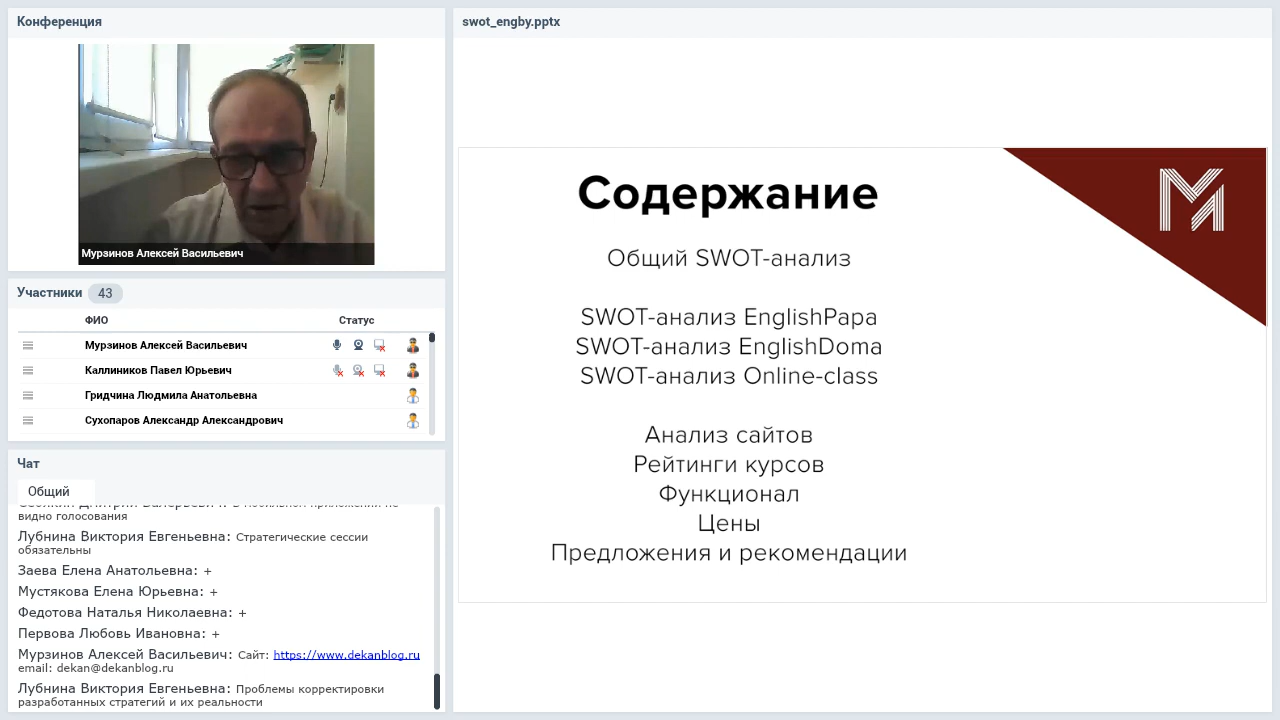 Конференция
Мурзинов Алексей Васильевич
Участники 43
ФИО Статус
Мурзинов Алексей Васильевич
Каллиников Павел Юрьевич
Гридчина Людмила Анатольевна
Сухопаров Александр Александрович
Чат
Общий
видно голосования
Лубнина Виктория Евгеньевна: Стратегические сессии
обязательны
Заева Елена Анатольевна: +
Мустякова Елена Юрьевна: +
Федотова Наталья Николаевна: +
Первова Любовь Ивановна: +
Мурзинов Алексей Васильевич: Сайт: https://www.dekanblog.ru
email: dekan@dekanblog.ru
Лубнина Виктория Евгеньевна: Проблемы корректировки
разработанных стратегий и их реальности
swot_engby.pptx
Содержание
Общий SWOT-анализ
SWOT-анализ EnglishPapa
SWOT-анализ EnglishDoma
SWOT-анализ Online-class
Анализ сайтов
Рейтинги курсов
Функционал
Цены
Предложения и рекомендации